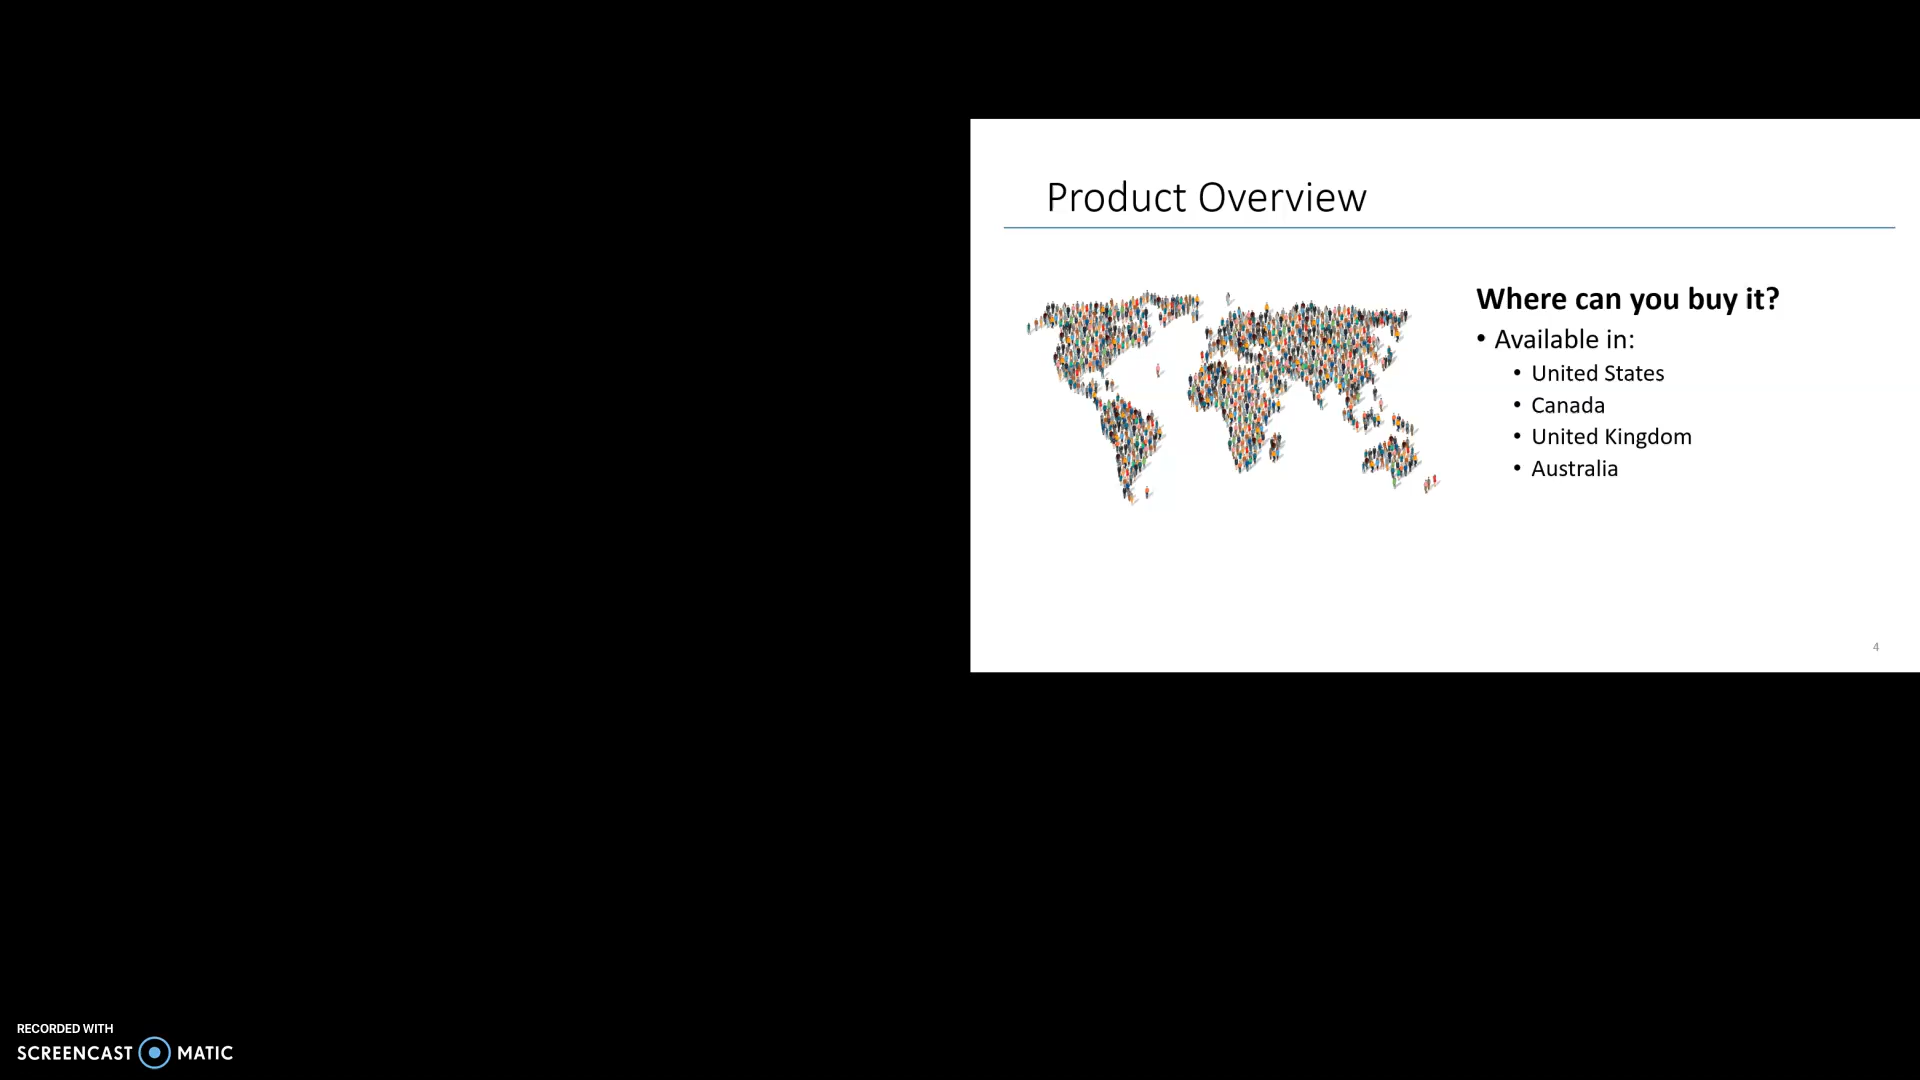 Product Overview
Where can you buy it?
• Available in:
• United States
• Canada
• United Kingdom
• Australia
4
RECORDED WITH
SCREENCAST MATIC